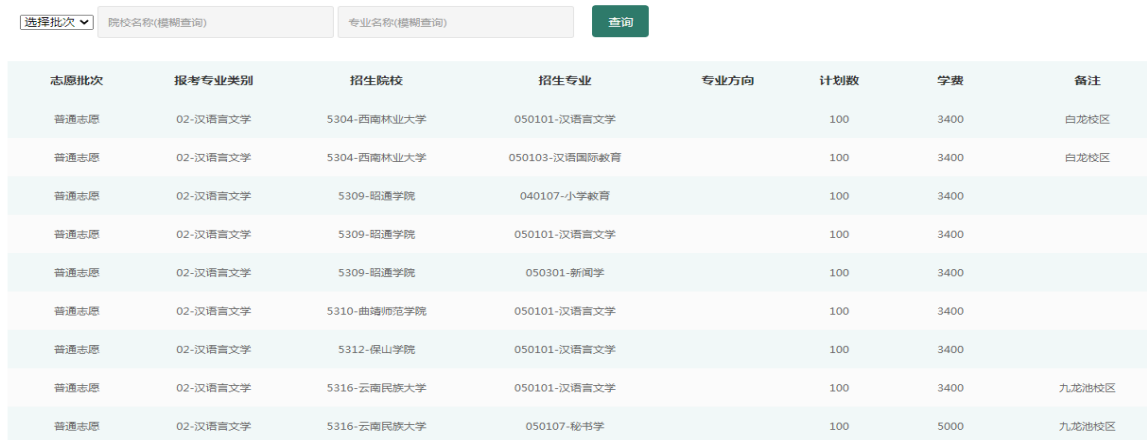 选择批次 院校名称(模糊查询) 专业名称(模糊查询) 查询
志愿批次 报考专业类别 招生院校 招生专业 专业方向 计划数 学费 备注
普通志愿 02-汉语言文学 5304-西南林业大学 050101-汉语言文学 100 3400 白龙校区
普通志愿 02-汉语言文学 5304-西南林业大学 050103-汉语国际教育 100 3400 白龙校区
普通志愿 02-汉语言文学 5309-昭通学院 040107-小学教育 100 3400
普通志愿 02-汉语言文学 5309-昭通学院 050101-汉语言文学 100 3400
普通志愿 02-汉语言文学 5309-昭通学院 050301-新闻学 100 3400
普通志愿 02-汉语言文学 5310-曲靖师范学院 050101-汉语言文学 100 3400
普通志愿 02-汉语言文学 5312-保山学院 050101-汉语言文学 100 3400
普通志愿 02-汉语言文学 5316-云南民族大学 050101-汉语言文学 100 3400 九龙池校区
普通志愿 02-汉语言文学 5316-云南民族大学 050107-秘书学 100 5000 九龙池校区